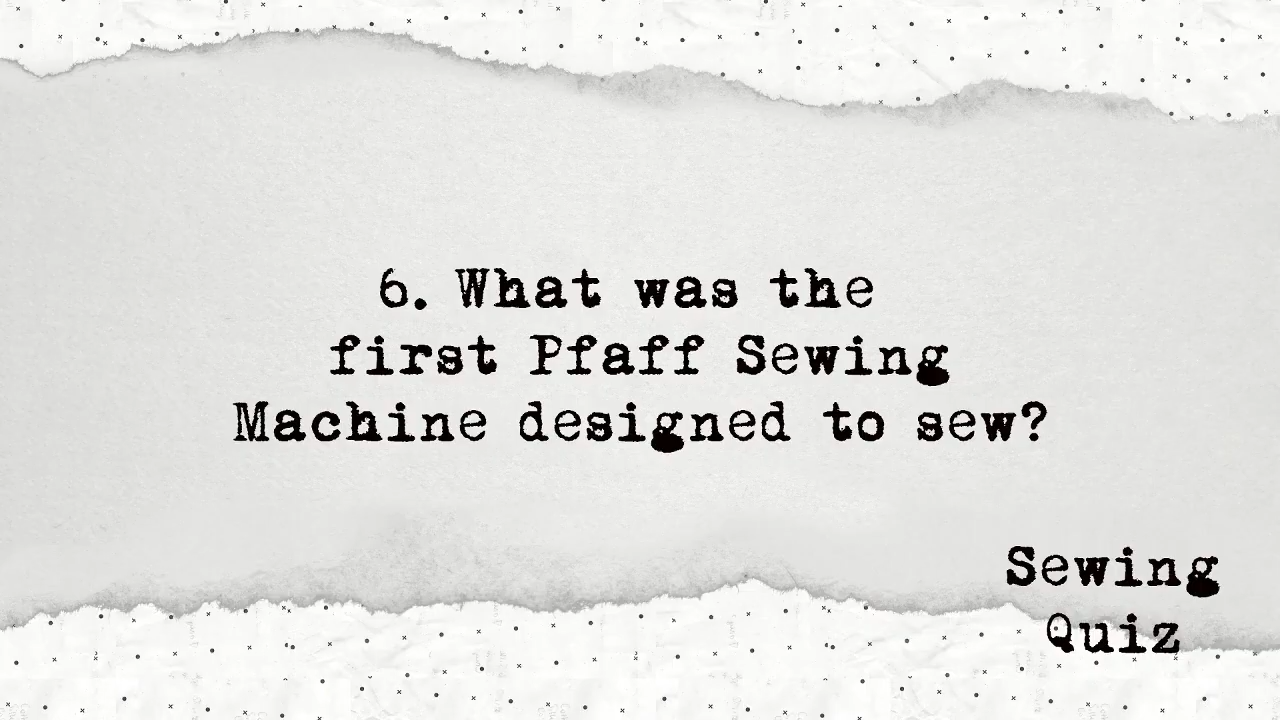 6. What was the
first Pfaff Sewing
Machine designed to sew?
Sewing
Quiz